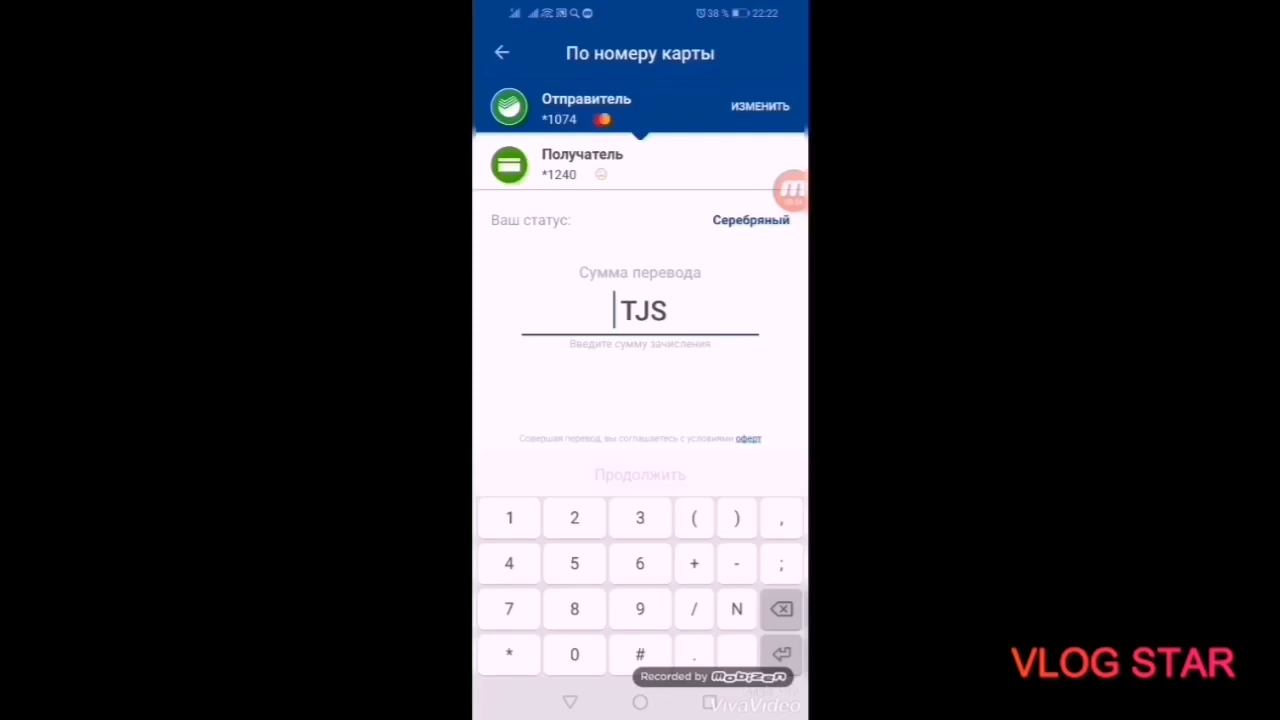 38 % 22:22
По номеру карты
Отправитель
*1074
ИЗМЕНИТЬ
Получатель
*1240
Ваш статус:
Серебряный
Сумма перевода
TJS
Введите сумму зачисления
Совершая перевод, вы соглашаетесь с условиями оферт
Продолжить
1 2 3 ( ) ,
4 5 6 + - ;
7 8 9 / N
* 0 # .
Recorded by mobizen
VivaVideo
VLOG STAR